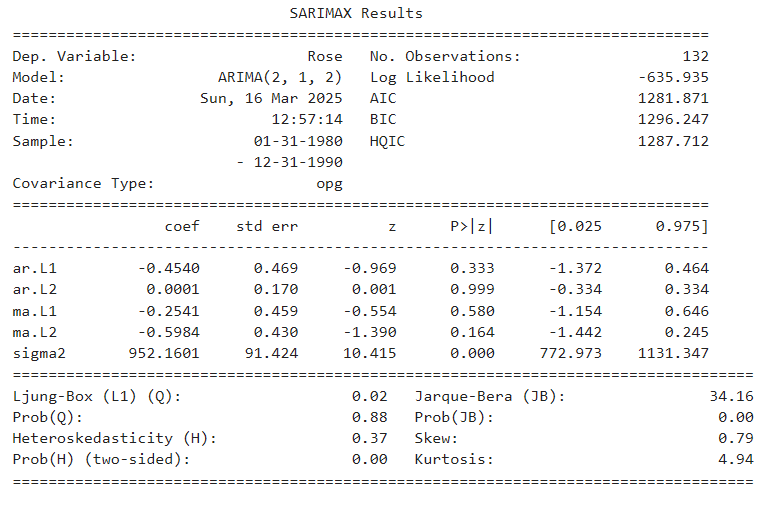 SARIMAX Results
==============================================================================
Dep. Variable: Rose No. Observations: 132
Model: ARIMA(2, 1, 2) Log Likelihood -635.935
Date: Sun, 16 Mar 2025 AIC 1281.871
Time: 12:57:14 BIC 1296.247
Sample: 01-31-1980 HQIC 1287.712
- 12-31-1990
Covariance Type: opg
==============================================================================
coef std err z P>|z| [0.025 0.975]
------------------------------------------------------------------------------
ar.L1 -0.4540 0.469 -0.969 0.333 -1.372 0.464
ar.L2 0.0001 0.170 0.001 0.999 -0.334 0.334
ma.L1 -0.2541 0.459 -0.554 0.580 -1.154 0.646
ma.L2 -0.5984 0.430 -1.390 0.164 -1.442 0.245
sigma2 952.1601 91.424 10.415 0.000 772.973 1131.347
===================================================================================
Ljung-Box (L1) (Q): 0.02 Jarque-Bera (JB): 34.16
Prob(Q): 0.88 Prob(JB): 0.00
Heteroskedasticity (H): 0.37 Skew: 0.79
Prob(H) (two-sided): 0.00 Kurtosis: 4.94
===================================================================================